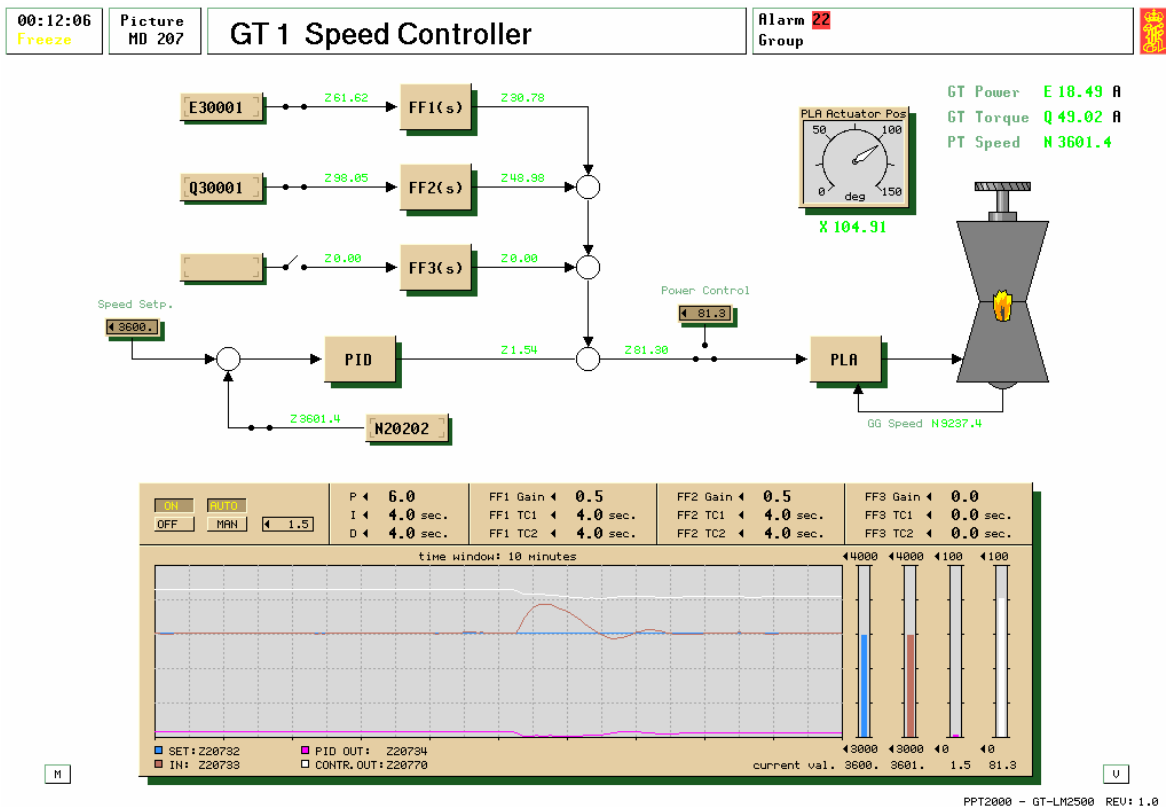 00:12:06
Freeze
Picture
MD 207
GT 1 Speed Controller
Alarm 22
Group
E30001
Z61.62
FF1(s)
Z30.78
Q30001
Z98.05
FF2(s)
Z48.98
Z0.00
FF3(s)
Z0.00
PLA Actuator Pos
50
100
0
150
deg
X 104.91
GT Power E 18.49 A
GT Torque Q 49.02 A
PT Speed N 3601.4
Speed Setp.
3600.
PID
Z1.54
Z81.30
Power Control
81.3
PLA
Z3601.4
N20202
GG Speed N9237.4
ON
OFF
AUTO
MAN
1.5
P 6.0
I 4.0 sec.
D 4.0 sec.
FF1 Gain 0.5
FF1 TC1 4.0 sec.
FF1 TC2 4.0 sec.
FF2 Gain 0.5
FF2 TC1 4.0 sec.
FF2 TC2 4.0 sec.
FF3 Gain 0.0
FF3 TC1 0.0 sec.
FF3 TC2 0.0 sec.
time window: 10 minutes
4000 4000 100 100
3000 3000 0 0
SET:Z20732
IN: Z20733
PID OUT: Z20734
CONTR.OUT:Z20770
current val. 3600. 3601. 1.5 81.3
M
V
PPT2000 - GT-LM2500 REV: 1.0